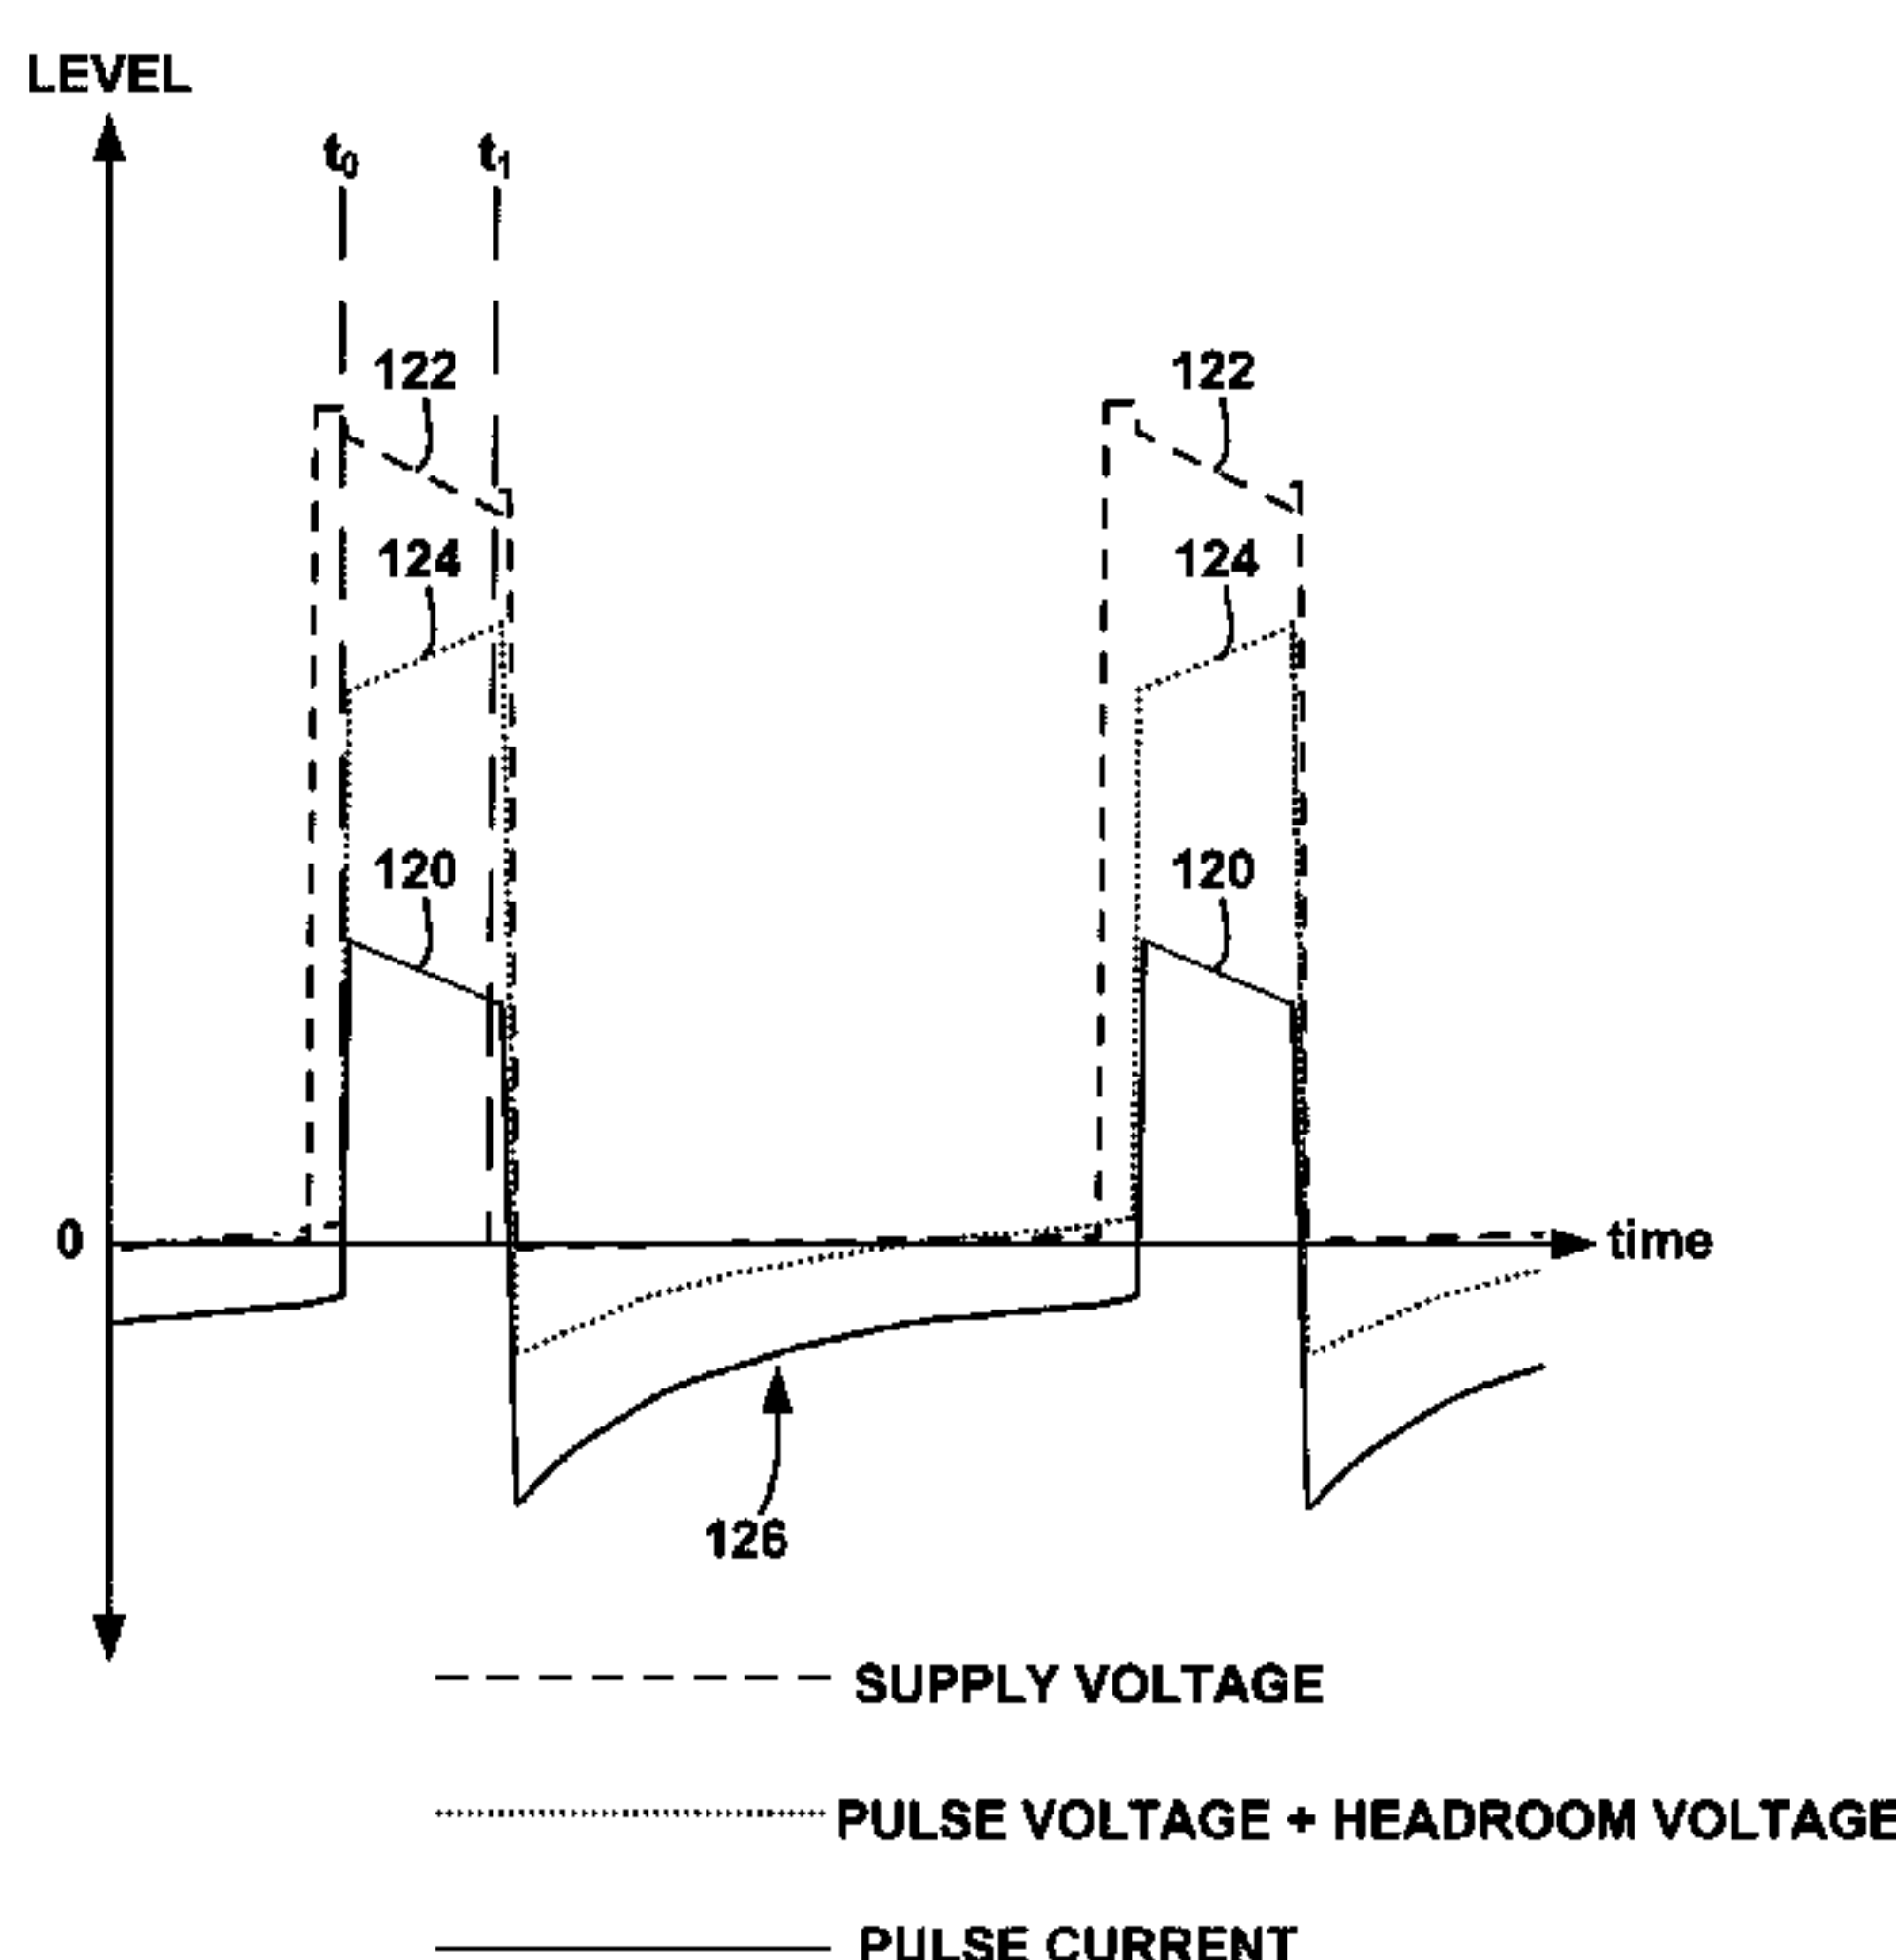 LEVEL
t0 t1
122 122
124 124
120 120
0 time
126
SUPPLY VOLTAGE
PULSE VOLTAGE + HEADROOM VOLTAGE
PULSE CURRENT